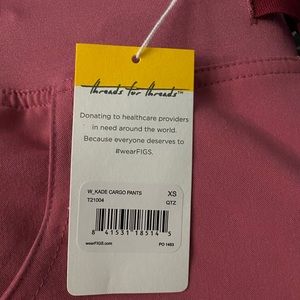 threads for threads™
Donating to healthcare providers
in need around the world.
Because everyone deserves to
#wearFIGS.
W_KADE CARGO PANTS XS
T21004 QTZ
8 41531 18514 5
wearFIGS.com PO 1493